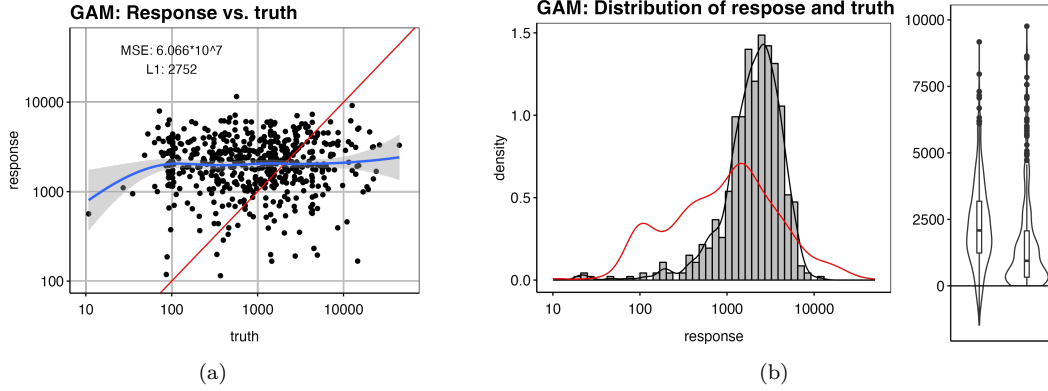 GAM: Response vs. truth
MSE: 6.066*10^7
L1: 2752
response
10000
1000
100
10
100
1000
10000
truth
(a)
GAM: Distribution of respose and truth
density
1.5
1.0
0.5
0.0
10
100
1000
10000
response
(b)
10000
7500
5000
2500
0